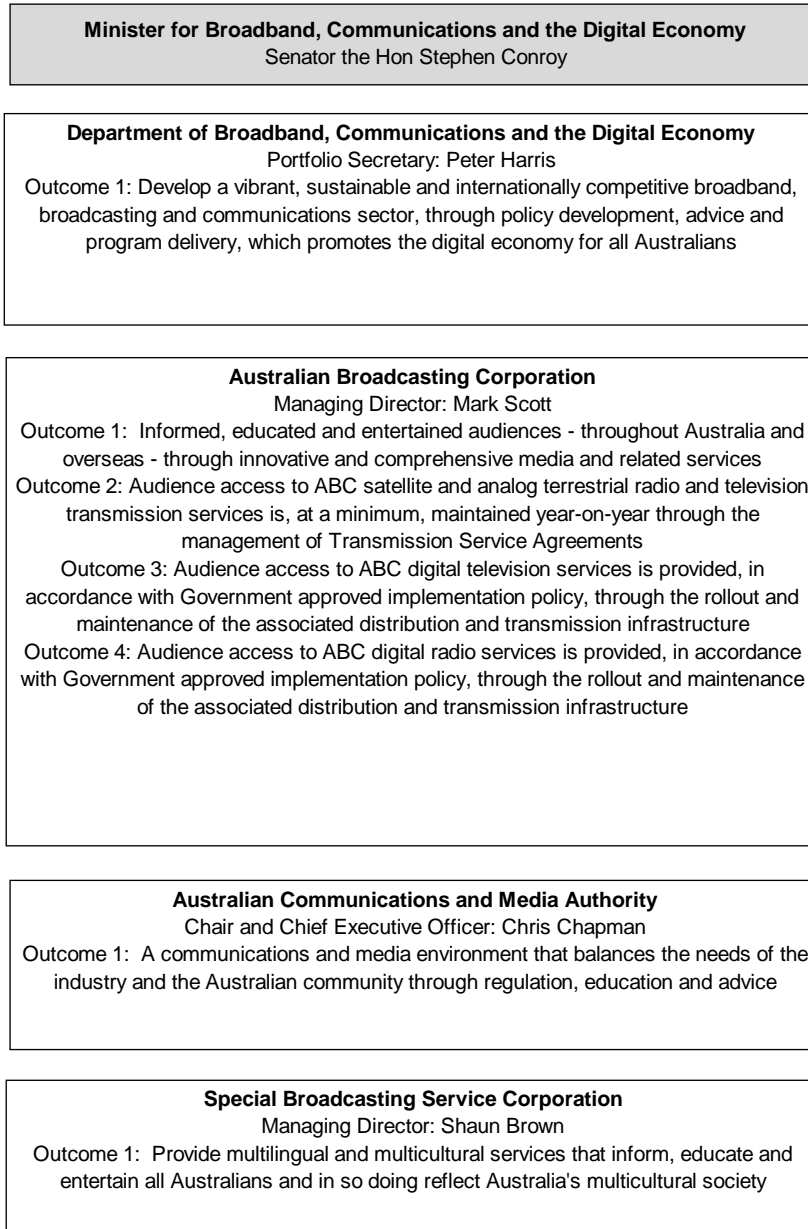 Minister for Broadband, Communications and the Digital Economy
Senator the Hon Stephen Conroy
Department of Broadband, Communications and the Digital Economy
Portfolio Secretary: Peter Harris
Outcome 1: Develop a vibrant, sustainable and internationally competitive broadband,
broadcasting and communications sector, through policy development, advice and
program delivery, which promotes the digital economy for all Australians
Australian Broadcasting Corporation
Managing Director: Mark Scott
Outcome 1:  Informed, educated and entertained audiences - throughout Australia and
overseas - through innovative and comprehensive media and related services
Outcome 2: Audience access to ABC satellite and analog terrestrial radio and television
transmission services is, at a minimum, maintained year-on-year through the
management of Transmission Service Agreements
Outcome 3: Audience access to ABC digital television services is provided, in
accordance with Government approved implementation policy, through the rollout and
maintenance of the associated distribution and transmission infrastructure
Outcome 4: Audience access to ABC digital radio services is provided, in accordance
with Government approved implementation policy, through the rollout and maintenance
of the associated distribution and transmission infrastructure
Australian Communications and Media Authority
Chair and Chief Executive Officer: Chris Chapman
Outcome 1:  A communications and media environment that balances the needs of the
industry and the Australian community through regulation, education and advice
Special Broadcasting Service Corporation
Managing Director: Shaun Brown
Outcome 1:  Provide multilingual and multicultural services that inform, educate and
entertain all Australians and in so doing reflect Australia's multicultural society